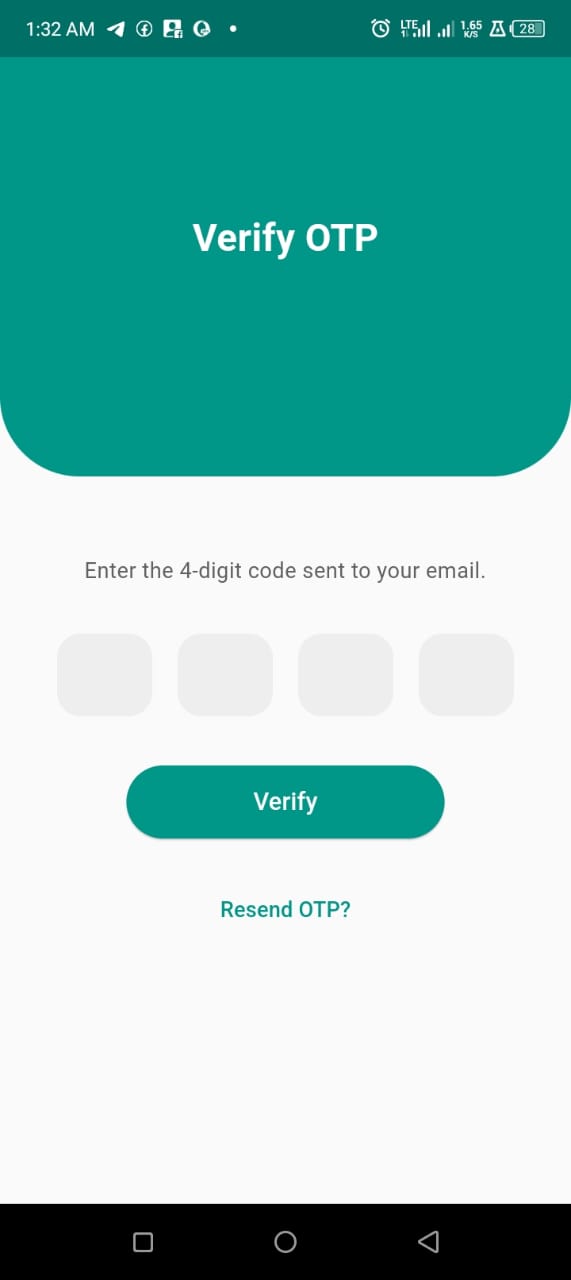 1:32 AM
LTE 1.65 K/S 28
Verify OTP
Enter the 4-digit code sent to your email.
Verify
Resend OTP?